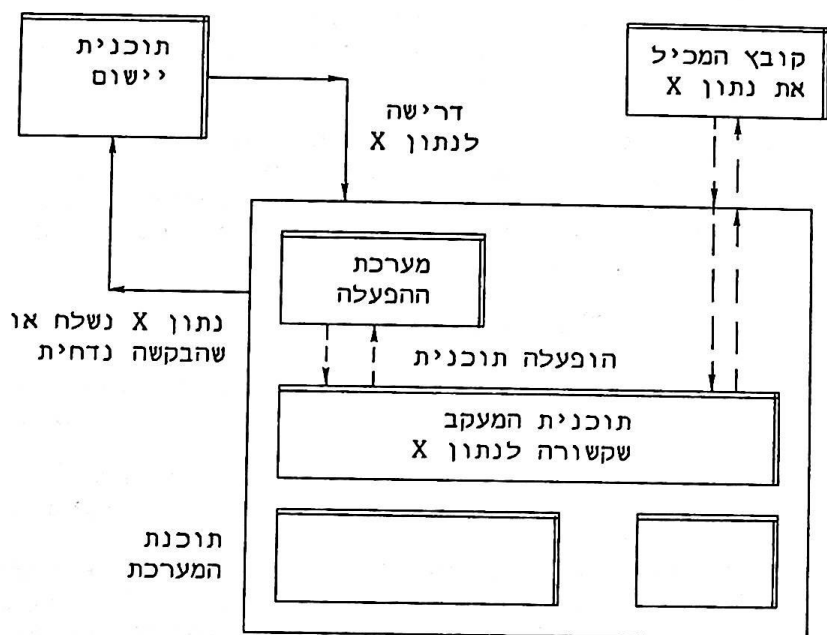 תוכנית
יישום
קובץ המכיל
את נתון X
דרישה
לנתון X
מערכת
ההפעלה
נתון X נשלח או
שהבקשה נדחית
הופעלה תוכנית
תוכנית המעקב
שקשורה לנתון X
תוכנת
המערכת